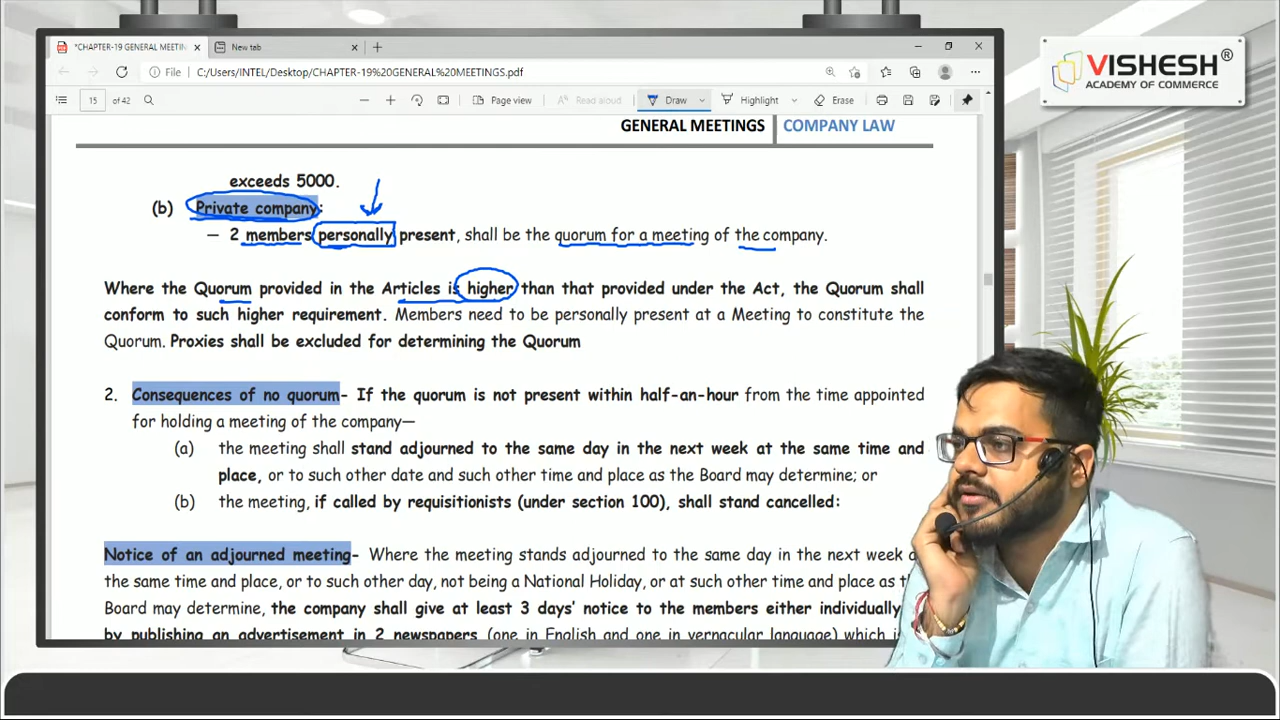 *CHAPTER-19 GENERAL MEETIN
New tab
File
C:/Users/INTEL/Desktop/CHAPTER-19%20GENERAL%20MEETINGS.pdf
15 of 42
Page view
Read aloud
Draw
Highlight
Erase
VISHESH®
ACADEMY OF COMMERCE
GENERAL MEETINGS COMPANY LAW
exceeds 5000.
(b) Private company:
– 2 members personally present, shall be the quorum for a meeting of the company.
Where the Quorum provided in the Articles is higher than that provided under the Act, the Quorum shall
conform to such higher requirement. Members need to be personally present at a Meeting to constitute the
Quorum. Proxies shall be excluded for determining the Quorum
2. Consequences of no quorum- If the quorum is not present within half-an-hour from the time appointed
for holding a meeting of the company—
(a) the meeting shall stand adjourned to the same day in the next week at the same time and
place, or to such other date and such other time and place as the Board may determine; or
(b) the meeting, if called by requisitionists (under section 100), shall stand cancelled:
Notice of an adjourned meeting- Where the meeting stands adjourned to the same day in the next week
the same time and place, or to such other day, not being a National Holiday, or at such other time and place as
Board may determine, the company shall give at least 3 days' notice to the members either individually
by publishing an advertisement in 2 newspapers (one in English and one in vernacular language) which